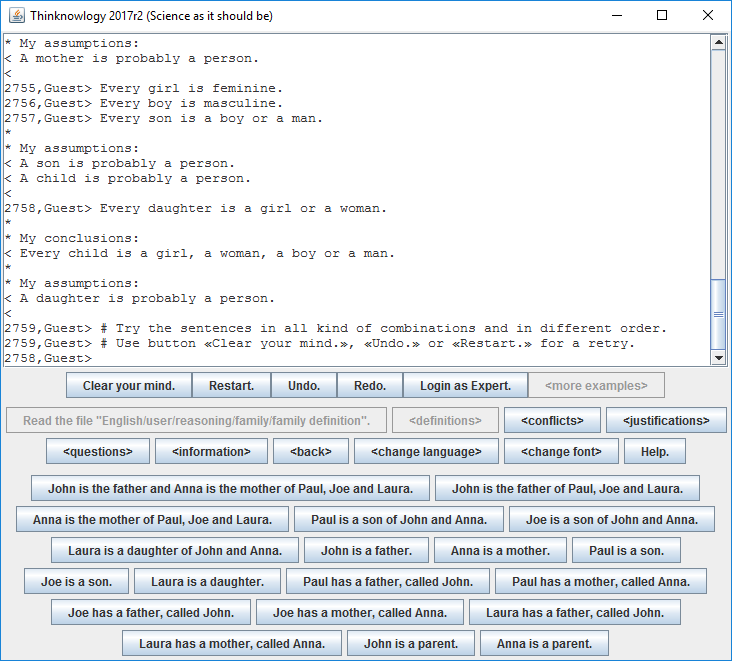 Thinknowlogy 2017r2 (Science as it should be)
* My assumptions:
< A mother is probably a person.
<
2755,Guest> Every girl is feminine.
2756,Guest> Every boy is masculine.
2757,Guest> Every son is a boy or a man.
*
* My assumptions:
< A son is probably a person.
< A child is probably a person.
<
2758,Guest> Every daughter is a girl or a woman.
*
* My conclusions:
< Every child is a girl, a woman, a boy or a man.
*
* My assumptions:
< A daughter is probably a person.
<
2759,Guest> # Try the sentences in all kind of combinations and in different order.
2759,Guest> # Use button «Clear your mind.», «Undo.» or «Restart.» for a retry.
2758,Guest>
Clear your mind. Restart. Undo. Redo. Login as Expert. <more examples>
Read the file "English/user/reasoning/family/family definition". <definitions> <conflicts> <justifications>
<questions> <information> <back> <change language> <change font> Help.
John is the father and Anna is the mother of Paul, Joe and Laura. John is the father of Paul, Joe and Laura.
Anna is the mother of Paul, Joe and Laura. Paul is a son of John and Anna. Joe is a son of John and Anna.
Laura is a daughter of John and Anna. John is a father. Anna is a mother. Paul is a son.
Joe is a son. Laura is a daughter. Paul has a father, called John. Paul has a mother, called Anna.
Joe has a father, called John. Joe has a mother, called Anna. Laura has a father, called John.
Laura has a mother, called Anna. John is a parent. Anna is a parent.